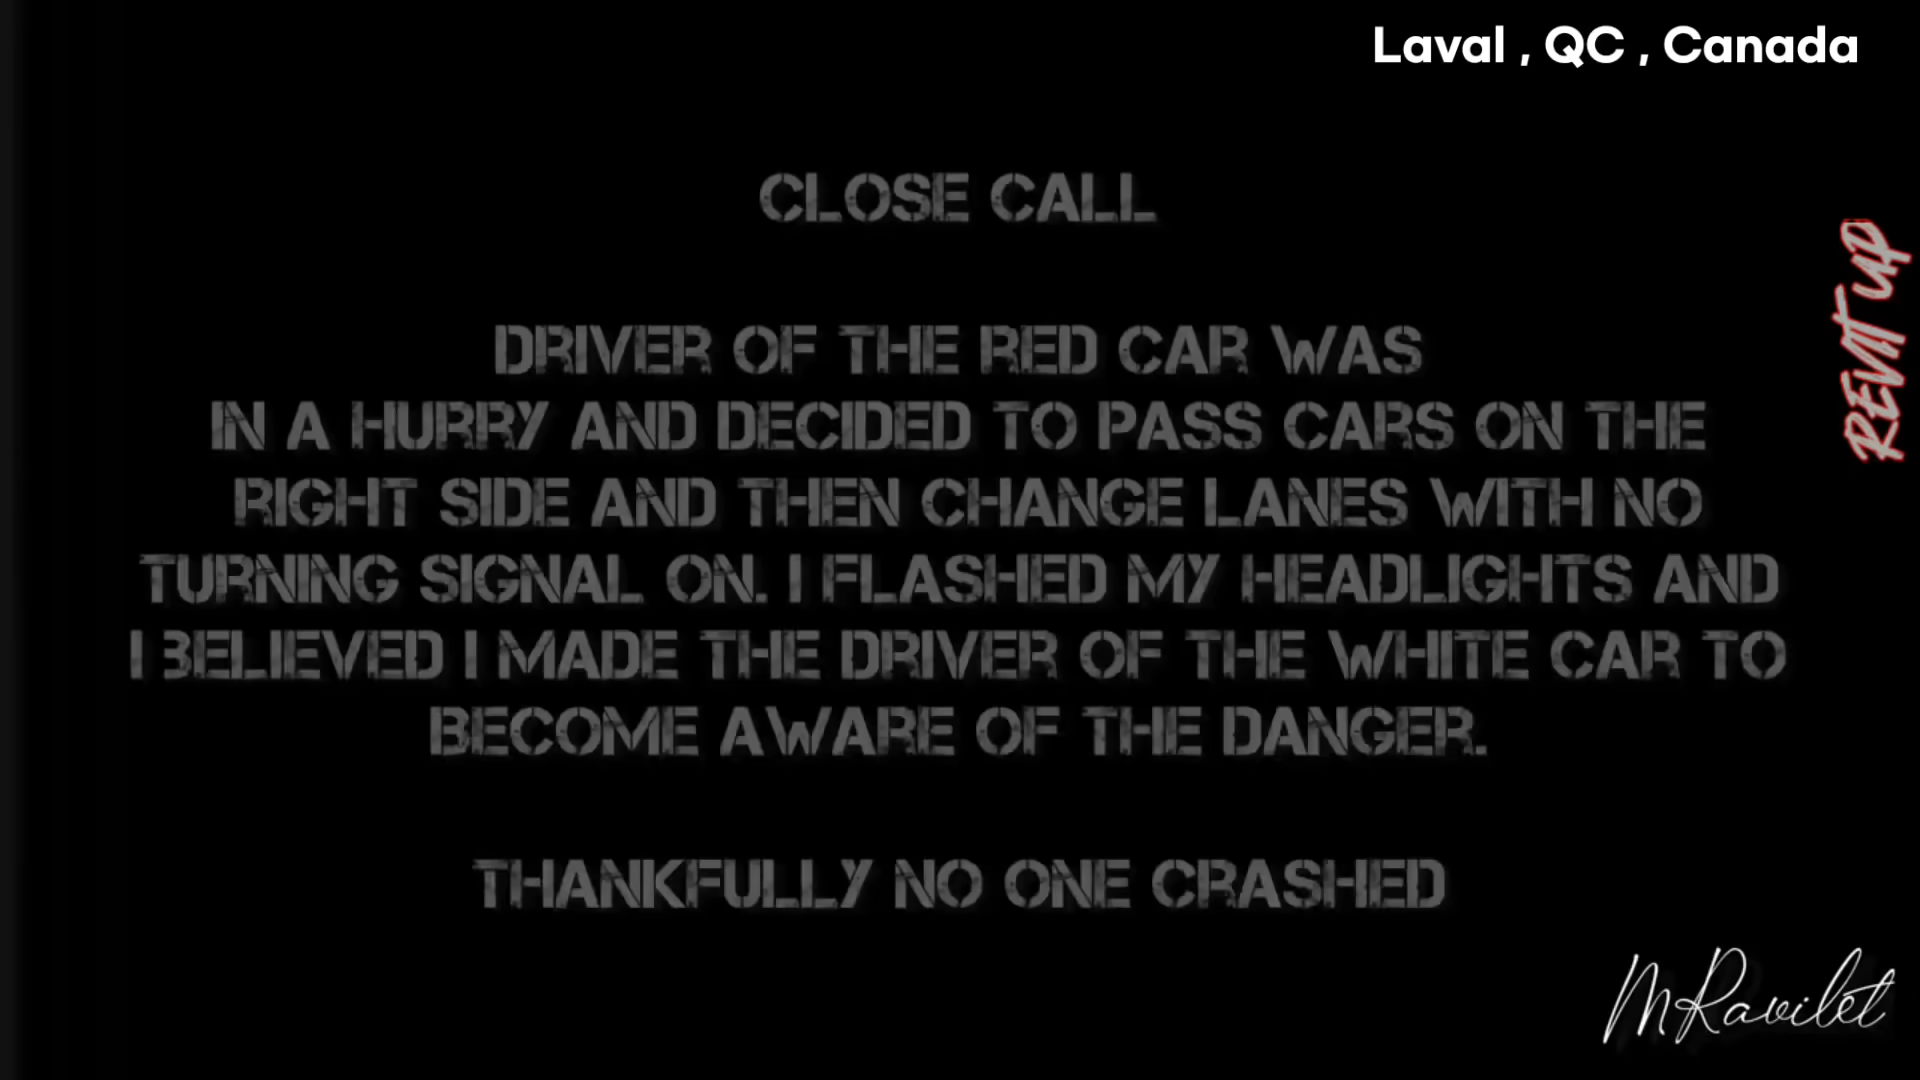 Laval , QC , Canada
CLOSE CALL
REV IT UP
DRIVER OF THE RED CAR WAS
IN A HURRY AND DECIDED TO PASS CARS ON THE
RIGHT SIDE AND THEN CHANGE LANES WITH NO
TURNING SIGNAL ON. I FLASHED MY HEADLIGHTS AND
I BELIEVED I MADE THE DRIVER OF THE WHITE CAR TO
BECOME AWARE OF THE DANGER.
THANKFULLY NO ONE CRASHED
MRavilet